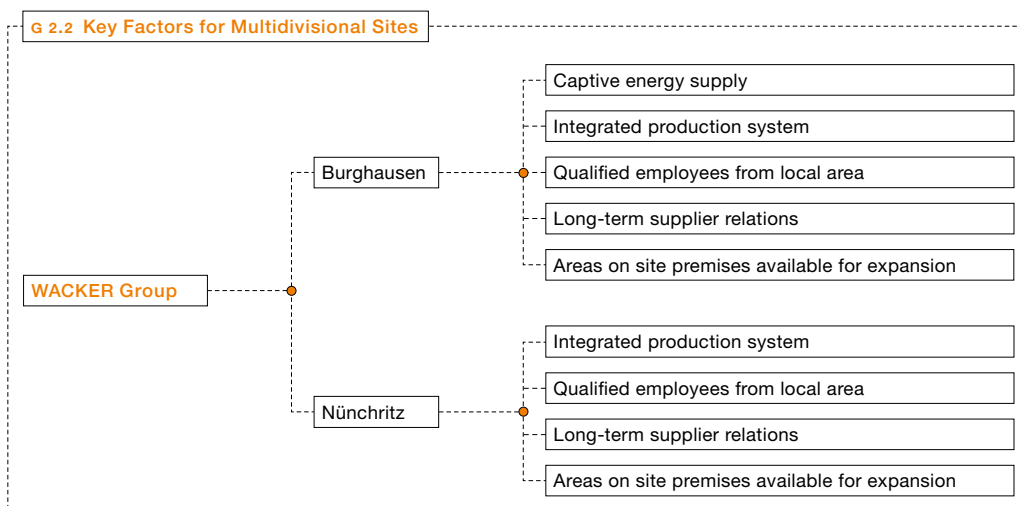 G 2.2 Key Factors for Multidivisional Sites
Captive energy supply
Integrated production system
Burghausen
Qualified employees from local area
Long-term supplier relations
Areas on site premises available for expansion
WACKER Group
Integrated production system
Qualified employees from local area
Nünchritz
Long-term supplier relations
Areas on site premises available for expansion